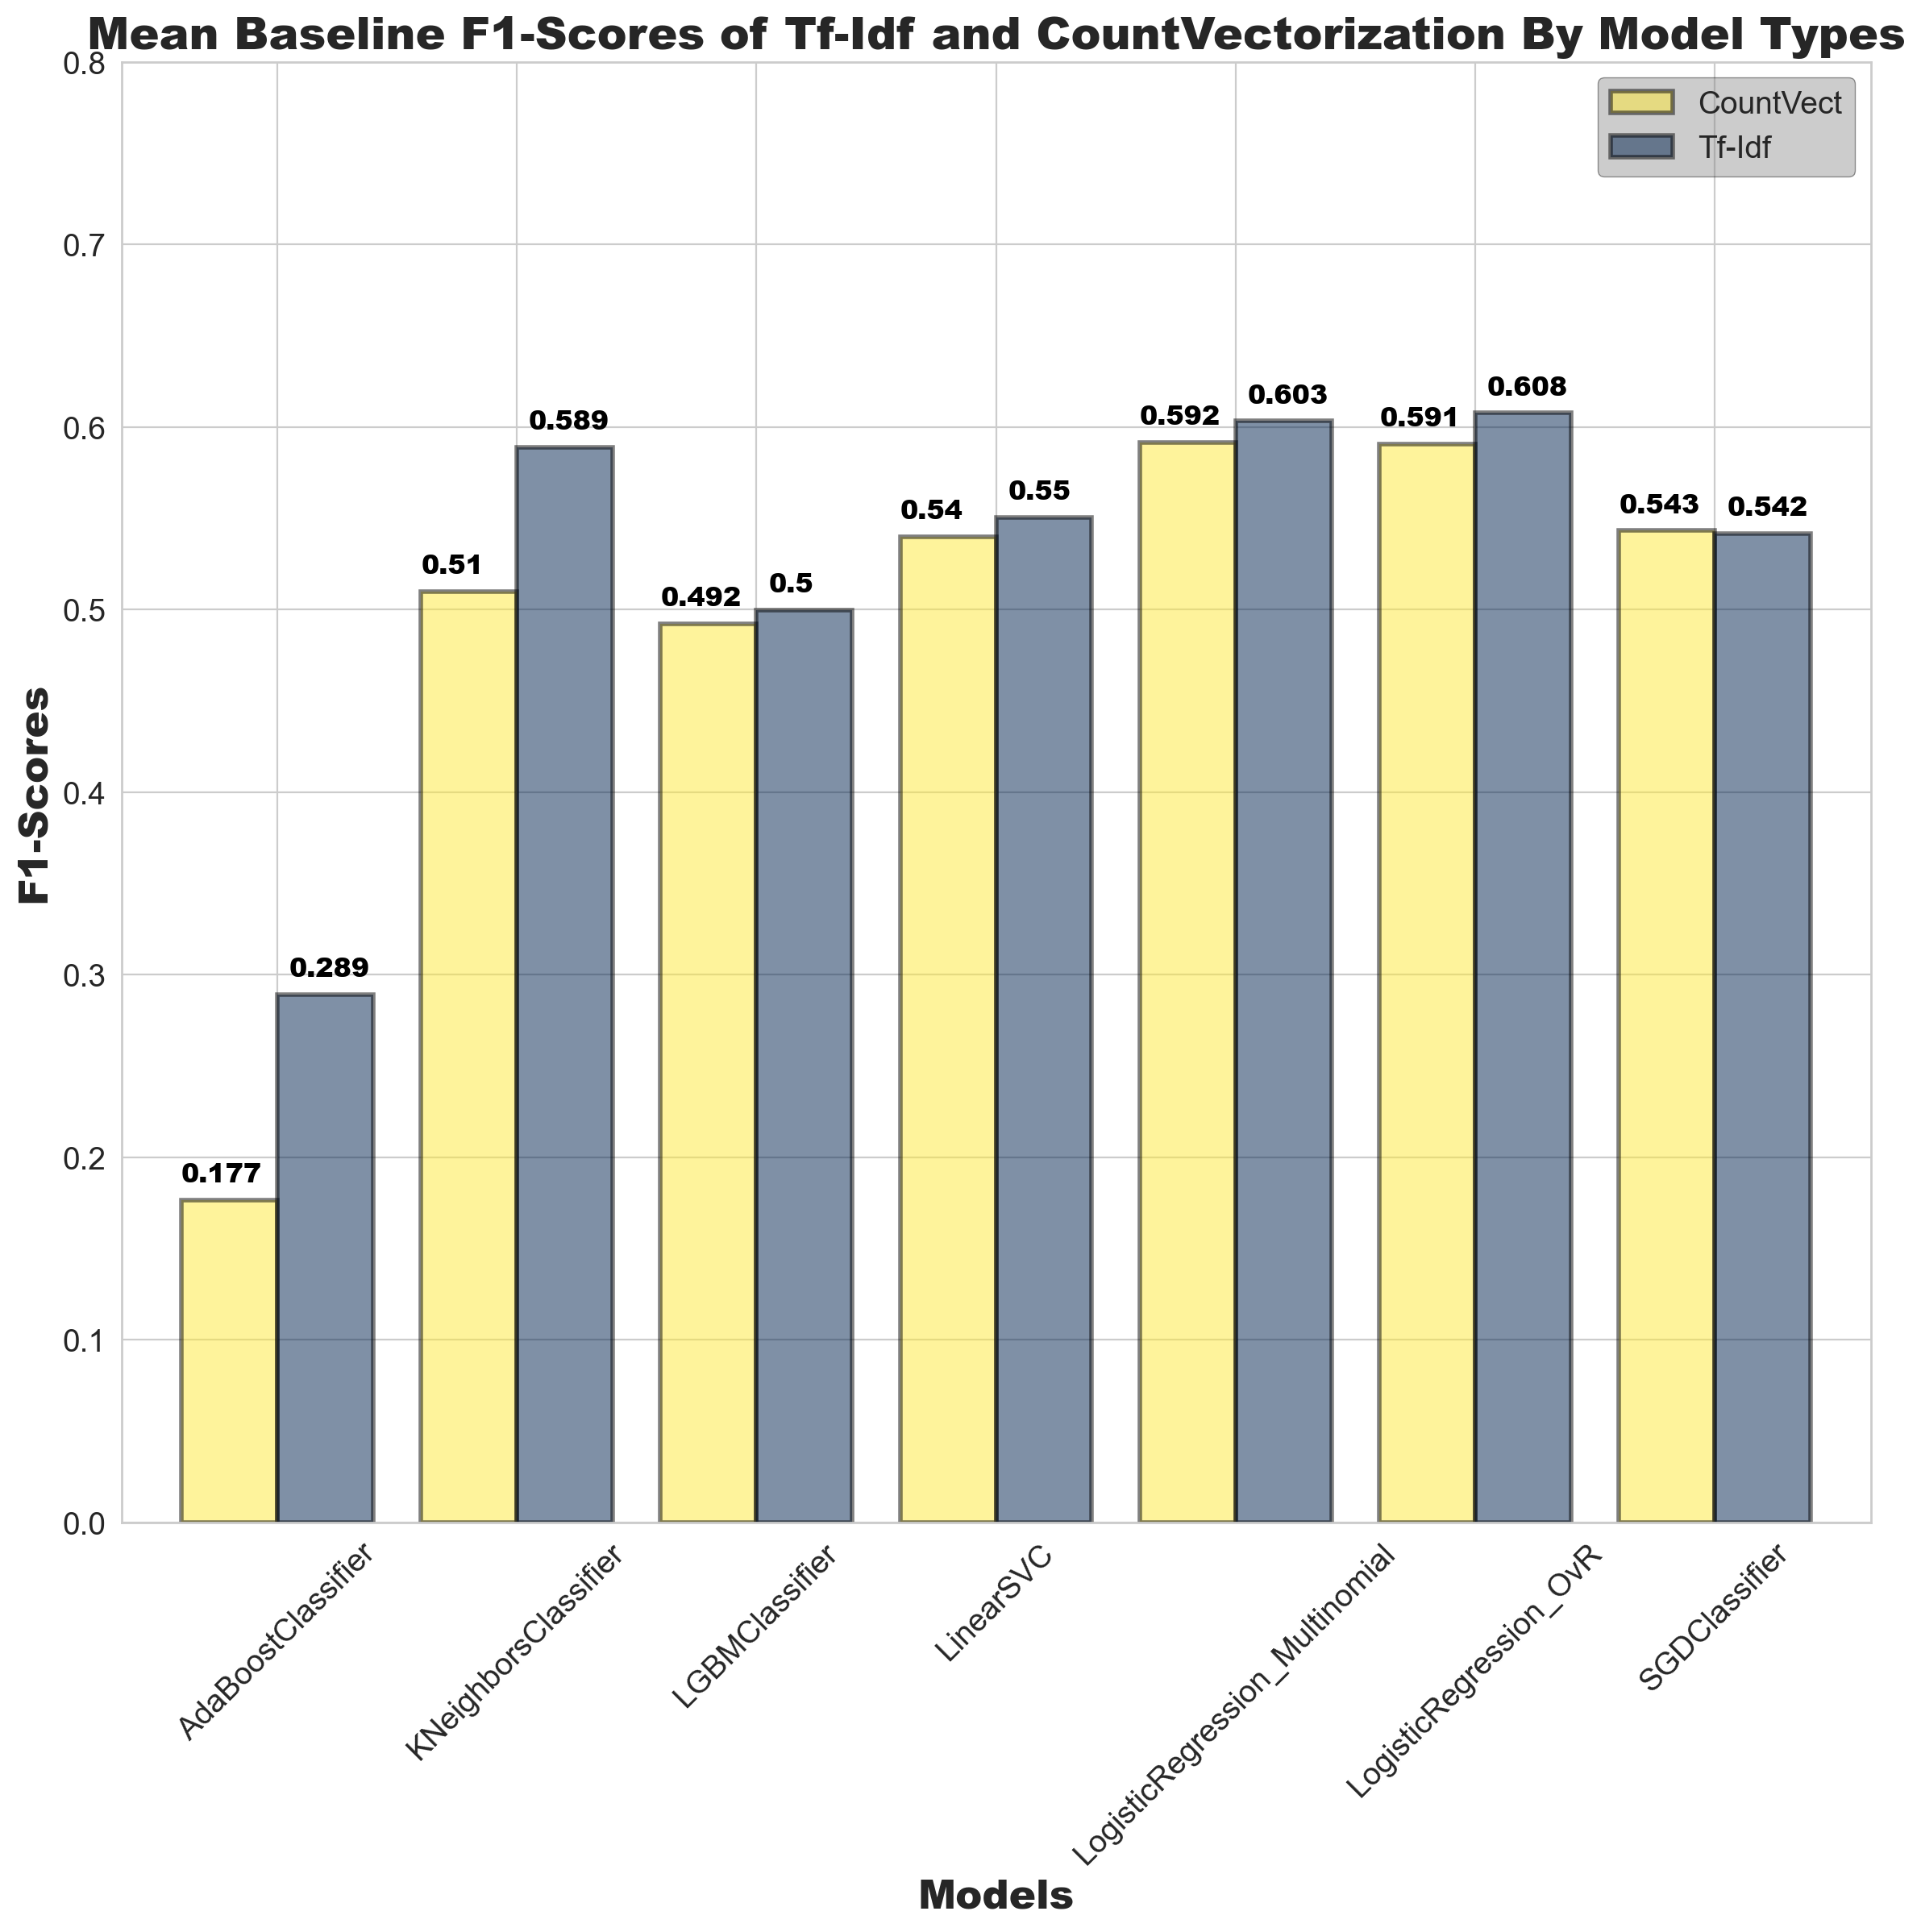 Mean Baseline F1-Scores of Tf-Idf and CountVectorization By Model Types
CountVect
Tf-Idf
F1-Scores
0.8
0.7
0.6
0.5
0.4
0.3
0.2
0.1
0.0
0.177
0.289
0.51
0.589
0.492
0.5
0.54
0.55
0.592
0.603
0.591
0.608
0.543
0.542
AdaBoostClassifier
KNeighborsClassifier
LGBMClassifier
LinearSVC
LogisticRegression_Multinomial
LogisticRegression_OvR
SGDClassifier
Models